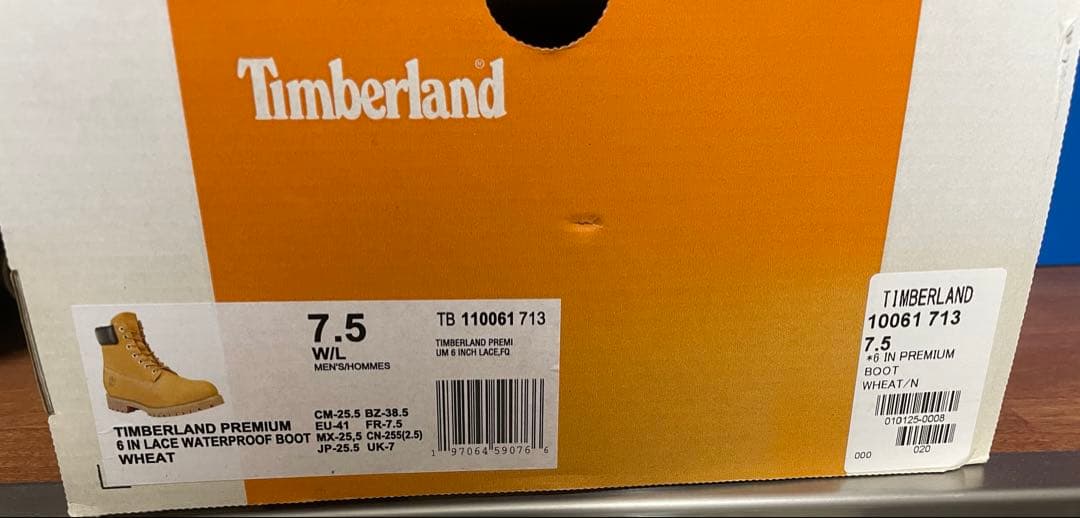 Timberland®
7.5
W/L
MEN'S/HOMMES
TB 110061 713
TIMBERLAND PREMI
UM 6 INCH LACE,FQ
TIMBERLAND PREMIUM
6 IN LACE WATERPROOF BOOT
WHEAT
CM-25.5 BZ-38.5
EU-41 FR-7.5
MX-25,5 CN-255(2.5)
JP-25.5 UK-7
1 97064 59076 6
TIMBERLAND
10061 713
7.5
*6 IN PREMIUM
BOOT
WHEAT/N
010125-0008
020
000